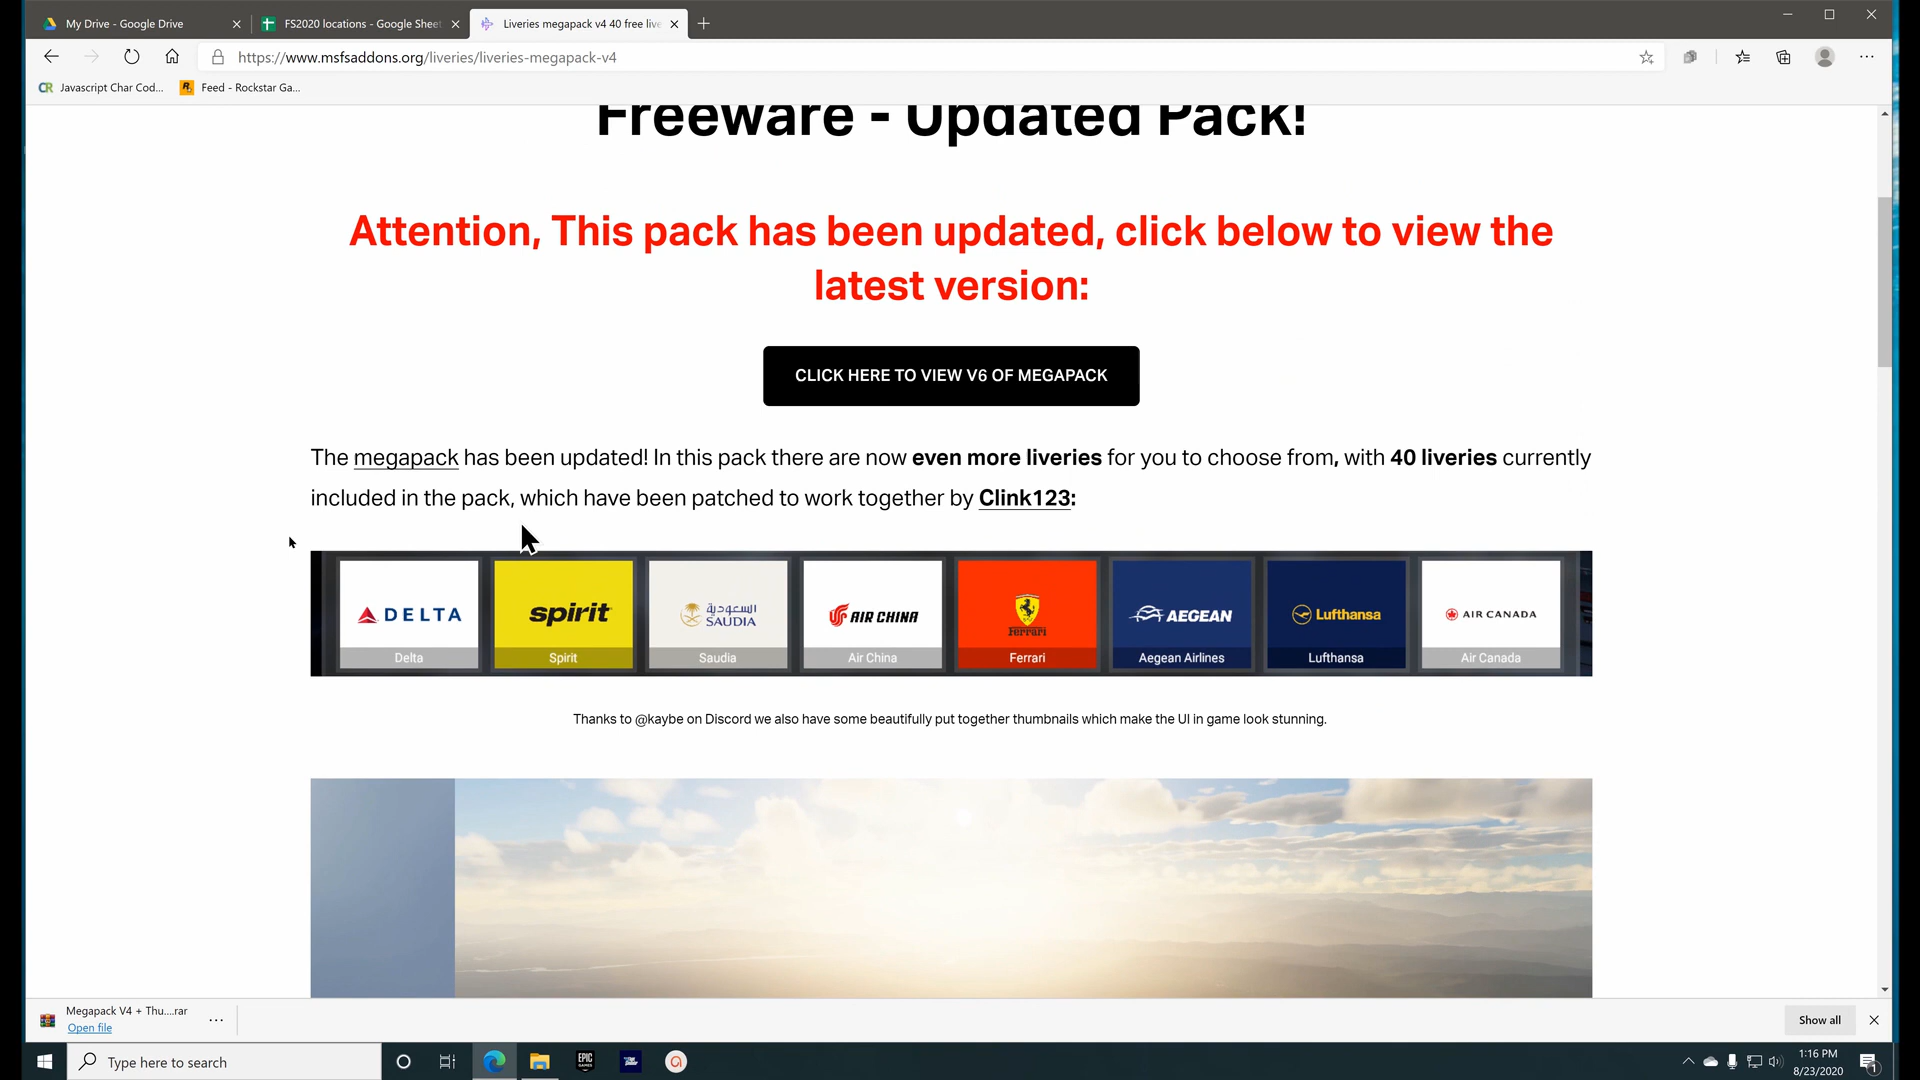 My Drive - Google Drive
FS2020 locations - Google Sheet
Liveries megapack v4 40 free live
https://www.msfsaddons.org/liveries/liveries-megapack-v4
Javascript Char Cod...
Feed - Rockstar Ga...
Freeware - Updated Pack!
Attention, This pack has been updated, click below to view the
latest version:
CLICK HERE TO VIEW V6 OF MEGAPACK
The megapack has been updated! In this pack there are now even more liveries for you to choose from, with 40 liveries currently
included in the pack, which have been patched to work together by Clink123:
DELTA
spirit
السعودية
SAUDIA
AIR CHINA
Ferrari
AEGEAN
Lufthansa
AIR CANADA
Delta
Spirit
Saudia
Air China
Ferrari
Aegean Airlines
Lufthansa
Air Canada
Thanks to @kaybe on Discord we also have some beautifully put together thumbnails which make the UI in game look stunning.
Megapack V4 + Thu....rar
Open file
Show all
Type here to search
EPIC
GAMES
1:16 PM
8/23/2020
1